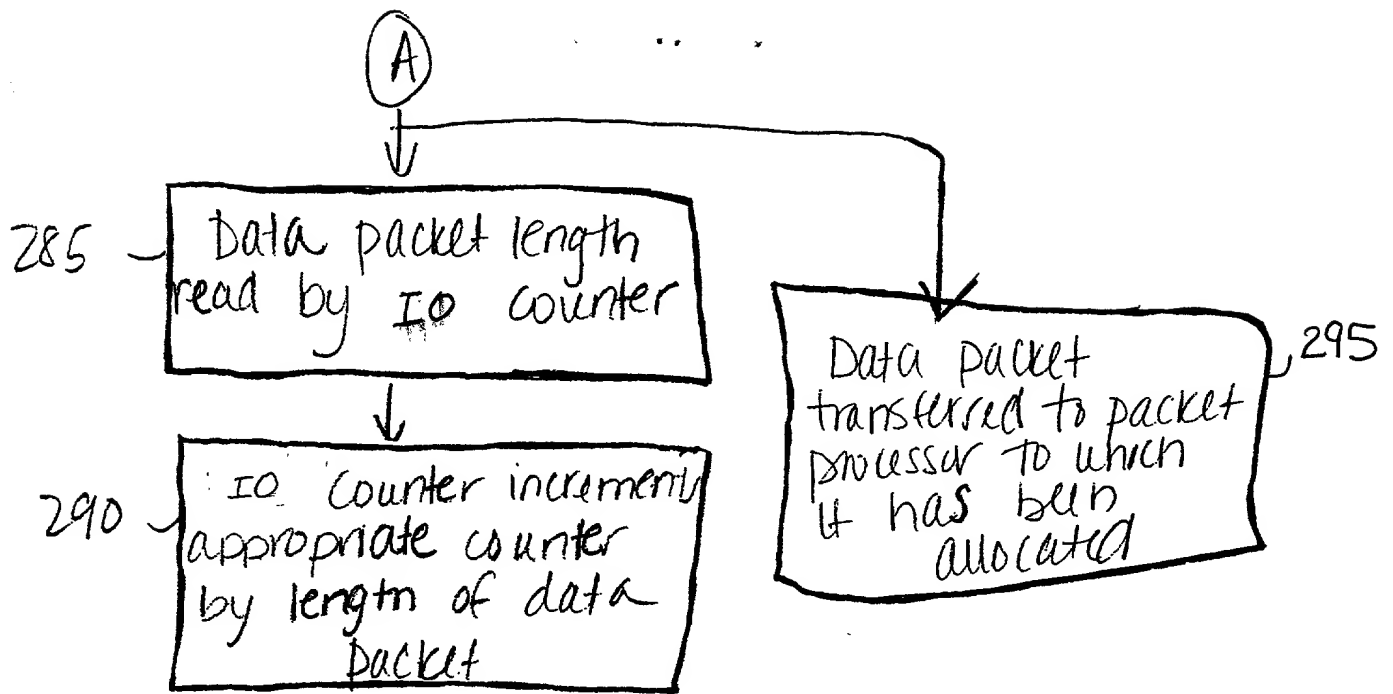 A
285
Data packet length
read by IO counter
290
IO counter increments
appropriate counter
by length of data
packet
295
Data packet
transferred to packet
processor to which
it has been
allocated